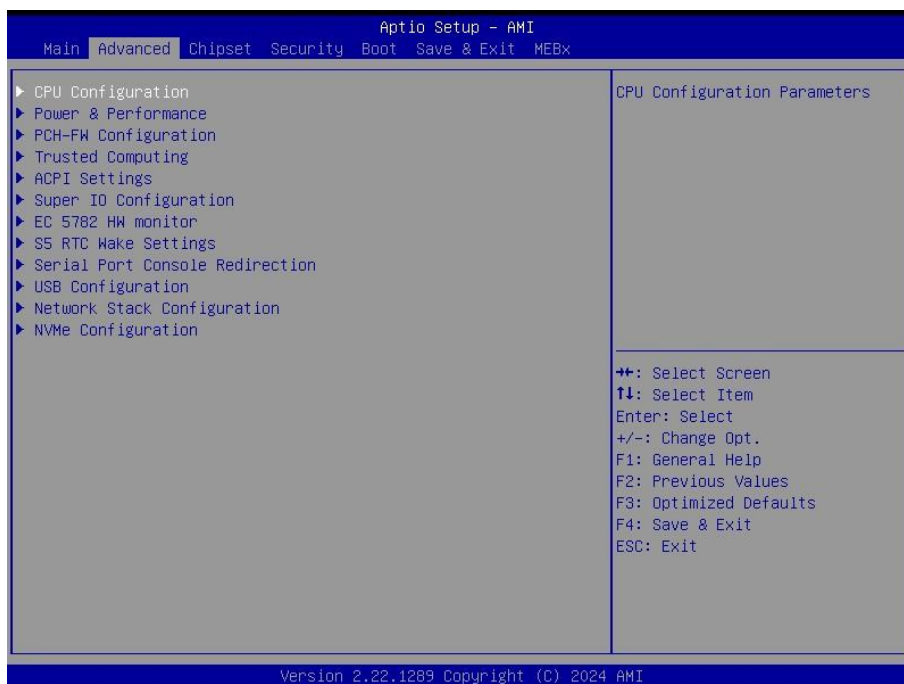 Aptio Setup – AMI
Main Advanced Chipset Security Boot Save & Exit MEBx
▶ CPU Configuration
▶ Power & Performance
▶ PCH-FW Configuration
▶ Trusted Computing
▶ ACPI Settings
▶ Super IO Configuration
▶ EC 5782 HW monitor
▶ S5 RTC Wake Settings
▶ Serial Port Console Redirection
▶ USB Configuration
▶ Network Stack Configuration
▶ NVMe Configuration
CPU Configuration Parameters
→←: Select Screen
↑↓: Select Item
Enter: Select
+/-: Change Opt.
F1: General Help
F2: Previous Values
F3: Optimized Defaults
F4: Save & Exit
ESC: Exit
Version 2.22.1289 Copyright (C) 2024 AMI